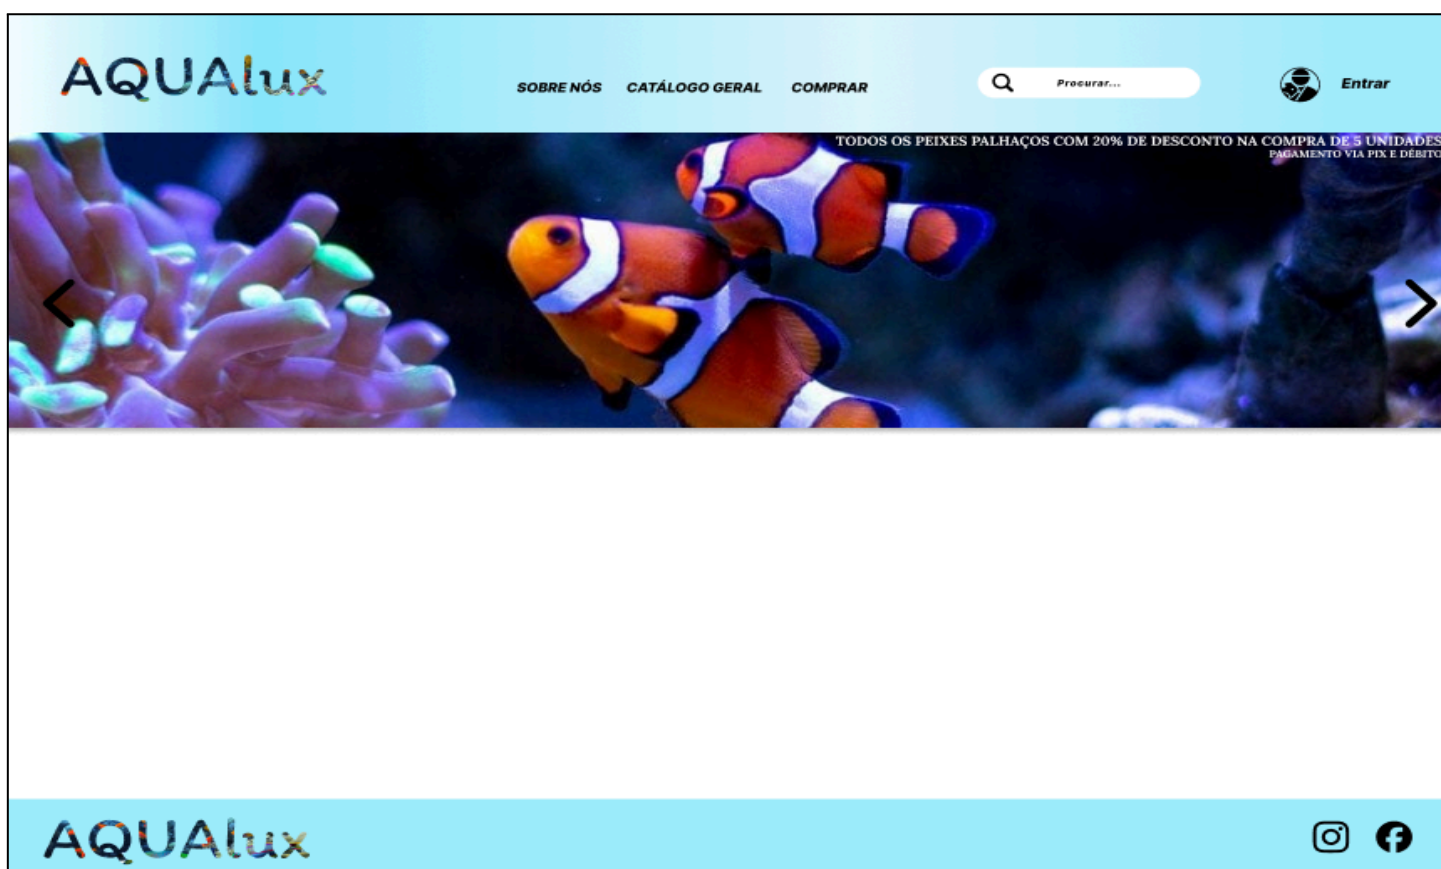 AQUAlux
SOBRE NÓS CATÁLOGO GERAL COMPRAR
Procurar...
Entrar
TODOS OS PEIXES PALHAÇOS COM 20% DE DESCONTO NA COMPRA DE 5 UNIDADES
PAGAMENTO VIA PIX E DÉBITO
AQUAlux